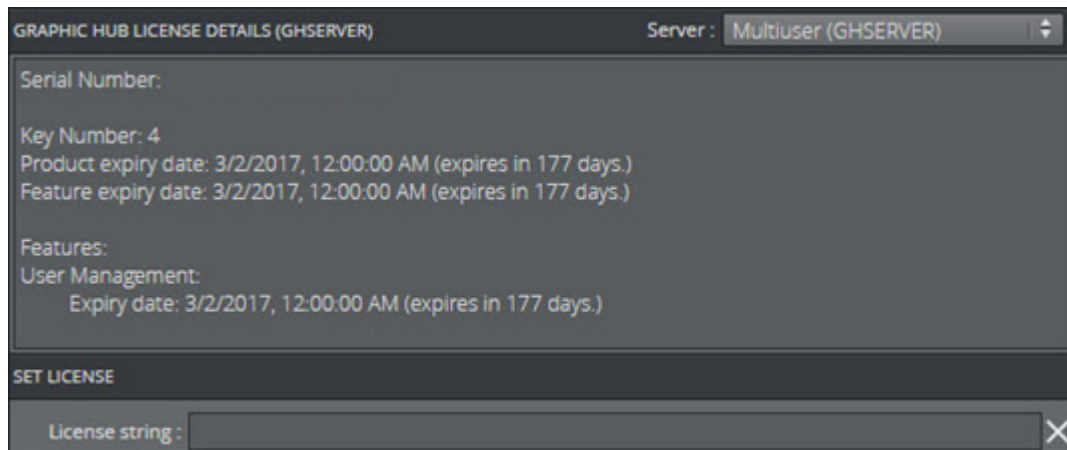 GRAPHIC HUB LICENSE DETAILS (GHSERVER) Server : Multiuser (GHSERVER)
Serial Number:
Key Number: 4
Product expiry date: 3/2/2017, 12:00:00 AM (expires in 177 days.)
Feature expiry date: 3/2/2017, 12:00:00 AM (expires in 177 days.)
Features:
User Management:
Expiry date: 3/2/2017, 12:00:00 AM (expires in 177 days.)
SET LICENSE
License string :